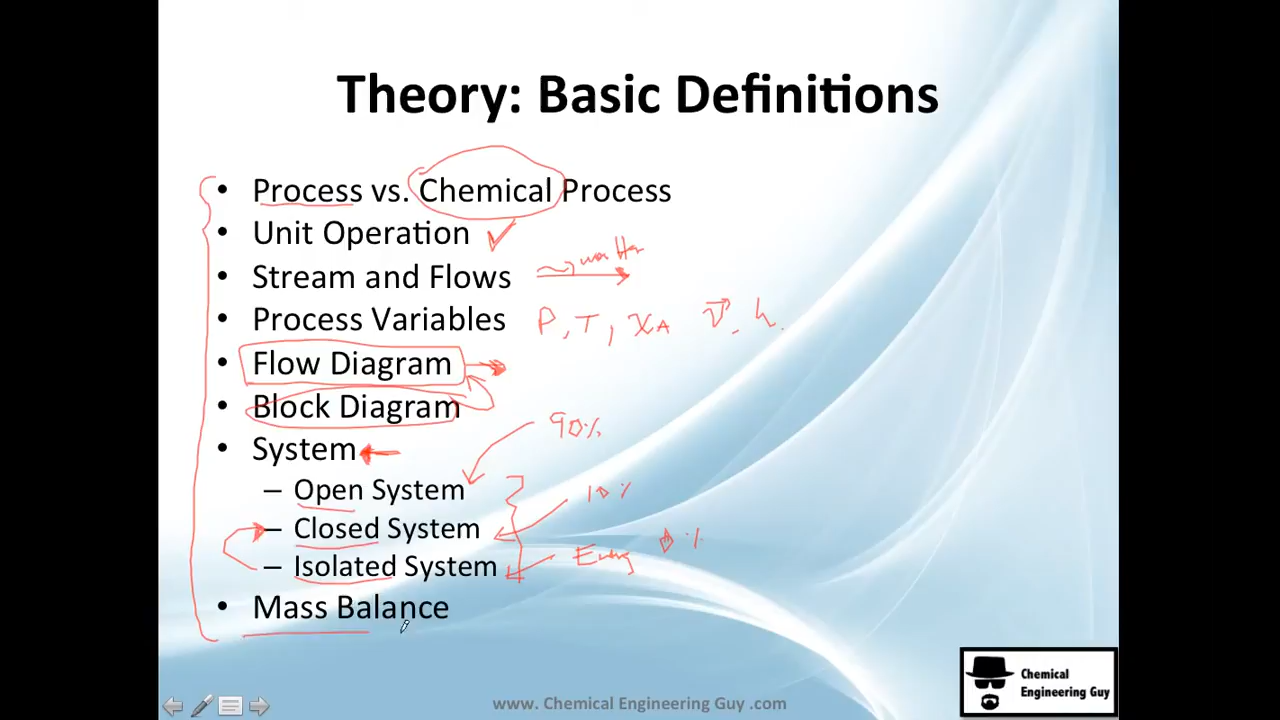 Theory: Basic Definitions
• Process vs. Chemical Process
• Unit Operation
• Stream and Flows
matter
• Process Variables P, T, xA v, h
• Flow Diagram
• Block Diagram
90%
• System
– Open System
10%
– Closed System
– Isolated System
0%
• Mass Balance
Chemical
Engineering Guy
www. Chemical Engineering Guy .com